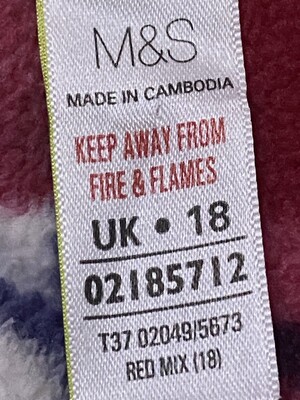 M&S
MADE IN CAMBODIA
KEEP AWAY FROM
FIRE & FLAMES
UK • 18
02185712
T37 02049/5673
RED MIX (18)